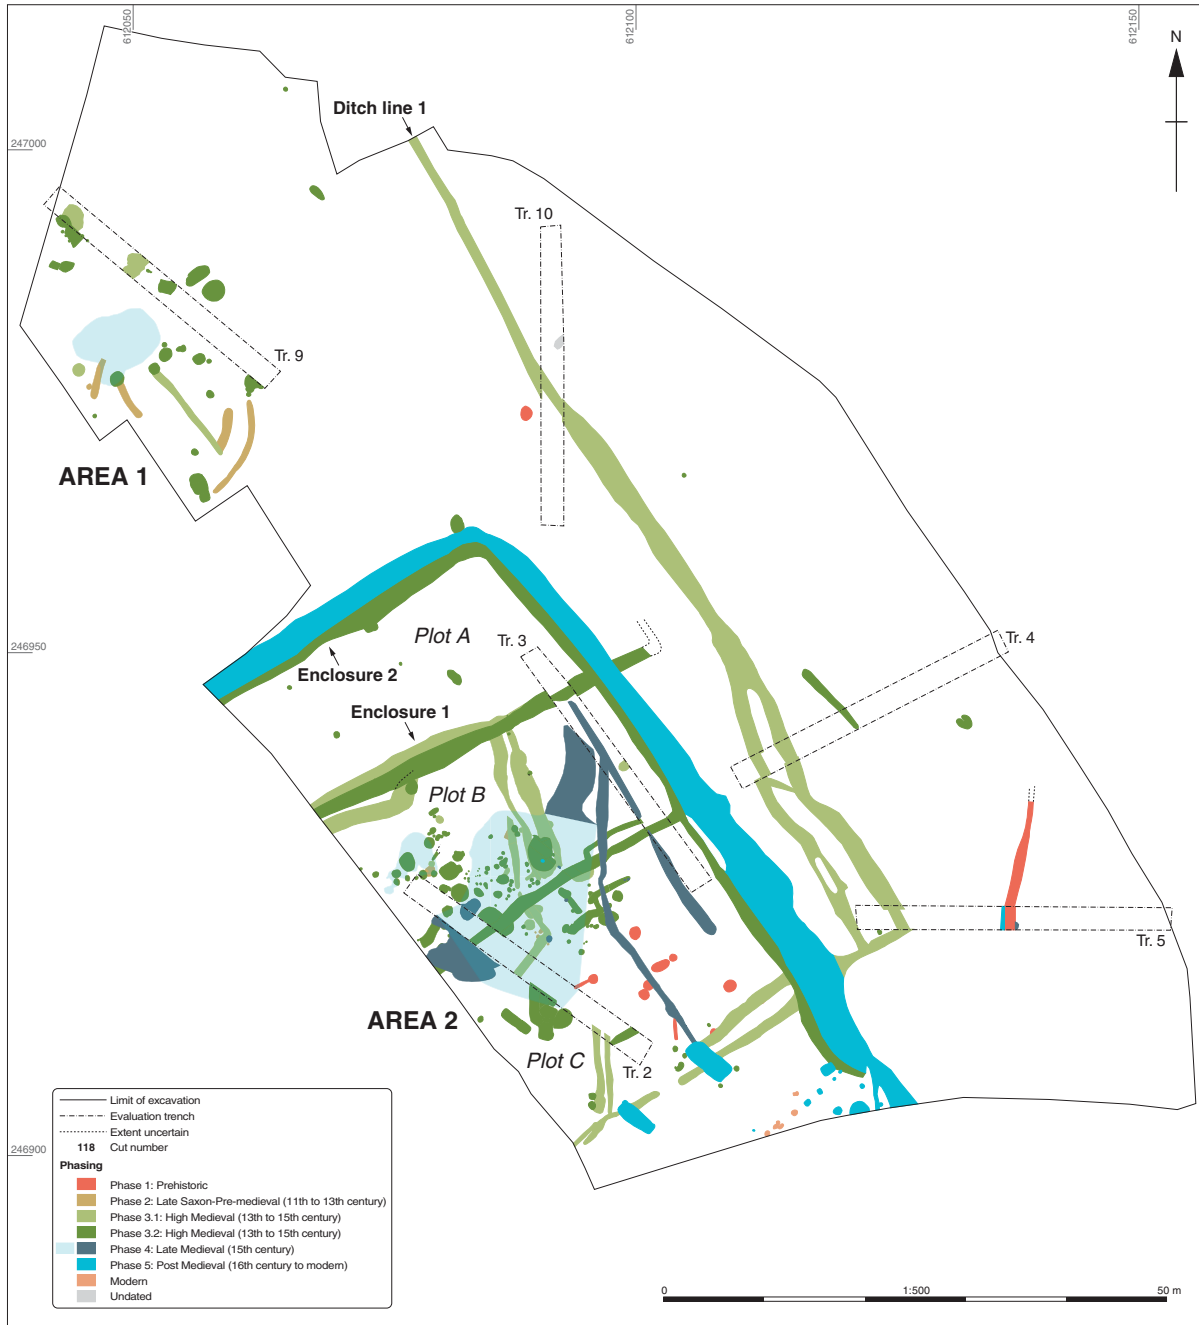 612050
612100
612150
N
Ditch line 1
247000
Tr. 10
Tr. 9
AREA 1
Plot A
Tr. 3
Tr. 4
246950
Enclosure 2
Enclosure 1
Plot B
Tr. 5
AREA 2
Plot C
Tr. 2
246900
Limit of excavation
Evaluation trench
Extent uncertain
118 Cut number
Phasing
Phase 1: Prehistoric
Phase 2: Late Saxon-Pre-medieval (11th to 13th century)
Phase 3.1: High Medieval (13th to 15th century)
Phase 3.2: High Medieval (13th to 15th century)
Phase 4: Late Medieval (15th century)
Phase 5: Post Medieval (16th century to modern)
Modern
Undated
0 1:500 50 m